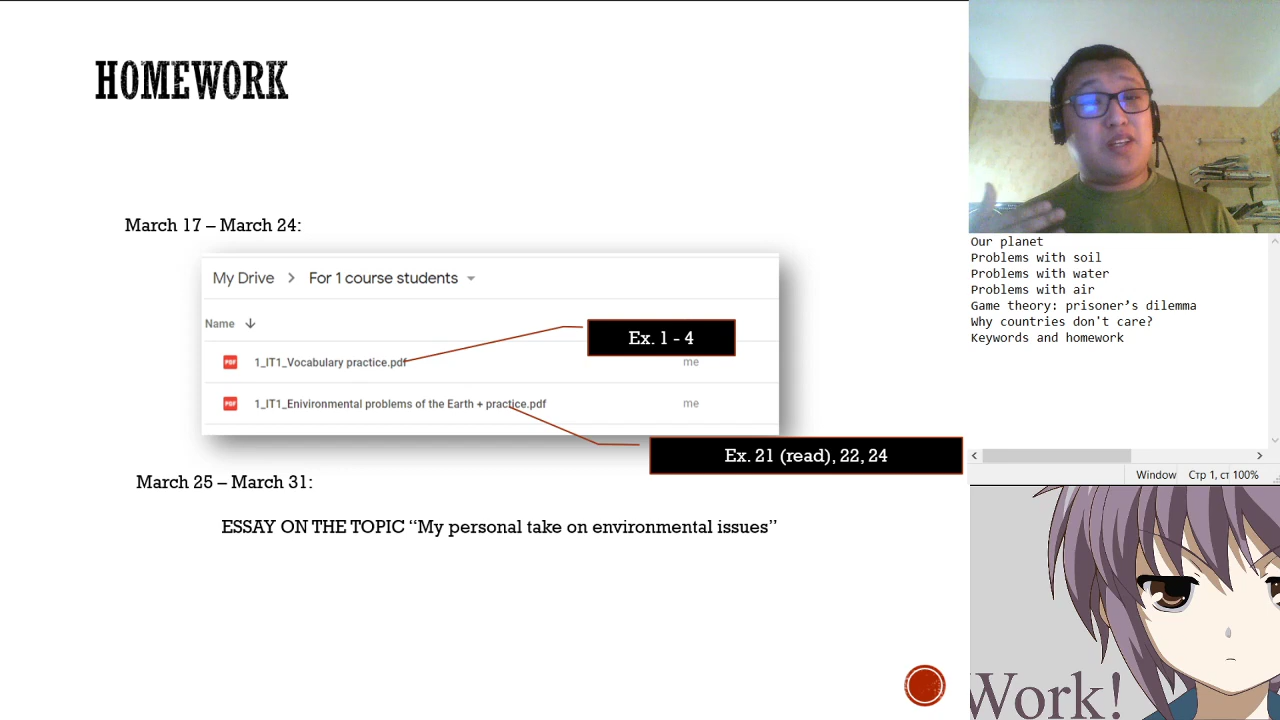 HOMEWORK
March 17 – March 24:
My Drive > For 1 course students
Name
1_IT1_Vocabulary practice.pdf
me
Ex. 1 - 4
1_IT1_Enivironmental problems of the Earth + practice.pdf
me
Ex. 21 (read), 22, 24
March 25 – March 31:
ESSAY ON THE TOPIC “My personal take on environmental issues”
Our planet
Problems with soil
Problems with water
Problems with air
Game theory: prisoner’s dilemma
Why countries don't care?
Keywords and homework
Window Стр 1, ст 100%
Work!